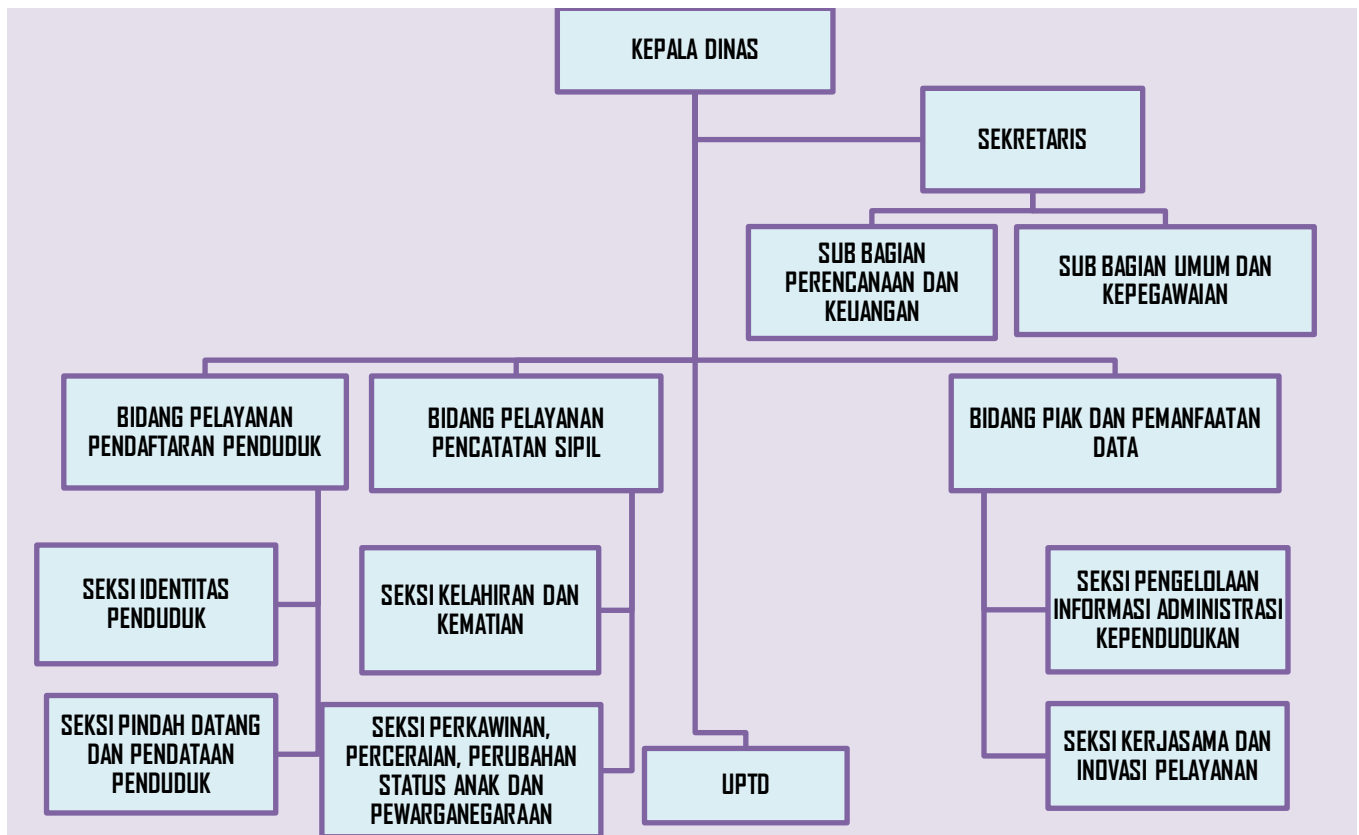 KEPALA DINAS
SEKRETARIS
SUB BAGIAN
PERENCANAAN DAN
KEUANGAN
SUB BAGIAN UMUM DAN
KEPEGAWAIAN
BIDANG PELAYANAN
PENDAFTARAN PENDUDUK
BIDANG PELAYANAN
PENCATATAN SIPIL
BIDANG PIAK DAN PEMANFAATAN
DATA
SEKSI IDENTITAS
PENDUDUK
SEKSI KELAHIRAN DAN
KEMATIAN
SEKSI PENGELOLAAN
INFORMASI ADMINISTRASI
KEPENDUDUKAN
SEKSI PINDAH DATANG
DAN PENDATAAN
PENDUDUK
SEKSI PERKAWINAN,
PERCERAIAN, PERUBAHAN
STATUS ANAK DAN
PEWARGANEGARAAN
UPTD
SEKSI KERJASAMA DAN
INOVASI PELAYANAN